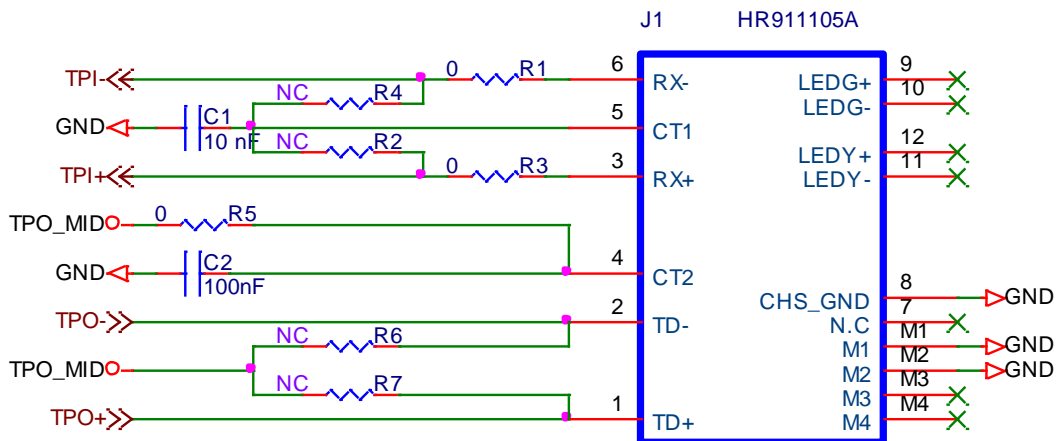 J1 HR911105A
TPI- 0 R1 6 RX- LEDG+ 9
NC R4 LEDG- 10
GND C1 5 CT1
10 nF
NC R2 LEDY+ 12
TPI+ 0 R3 3 RX+ LEDY- 11
TPO_MID 0 R5
GND C2 4 CT2
100nF
CHS_GND 8 GND
TPO- 2 TD- N.C 7
NC R6 M1 M1 GND
TPO_MID M2 M2 GND
NC R7 M3 M3
TPO+ 1 TD+ M4 M4